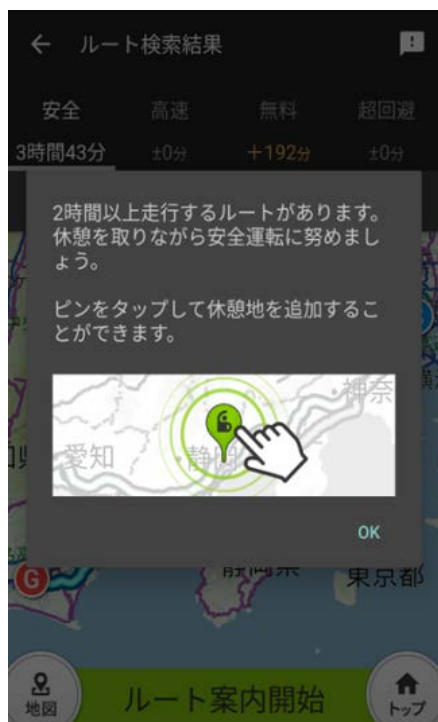 ルート検索結果
安全 高速 無料 超回避
3時間43分 ±0分 +192分 ±0分
2時間以上走行するルートがあります。
休憩を取りながら安全運転に努めまし
ょう。
ピンをタップして休憩地を追加するこ
とができます。
神奈
愛知
静岡
OK
G
静岡県
東京都
地図
ルート案内開始
トップ